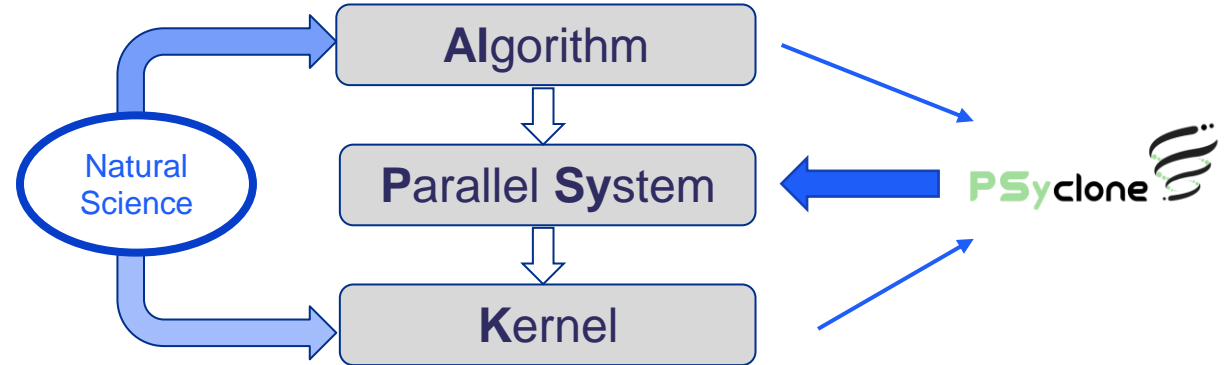 Algorithm
Natural
Science
Parallel System
PSyclone
Kernel